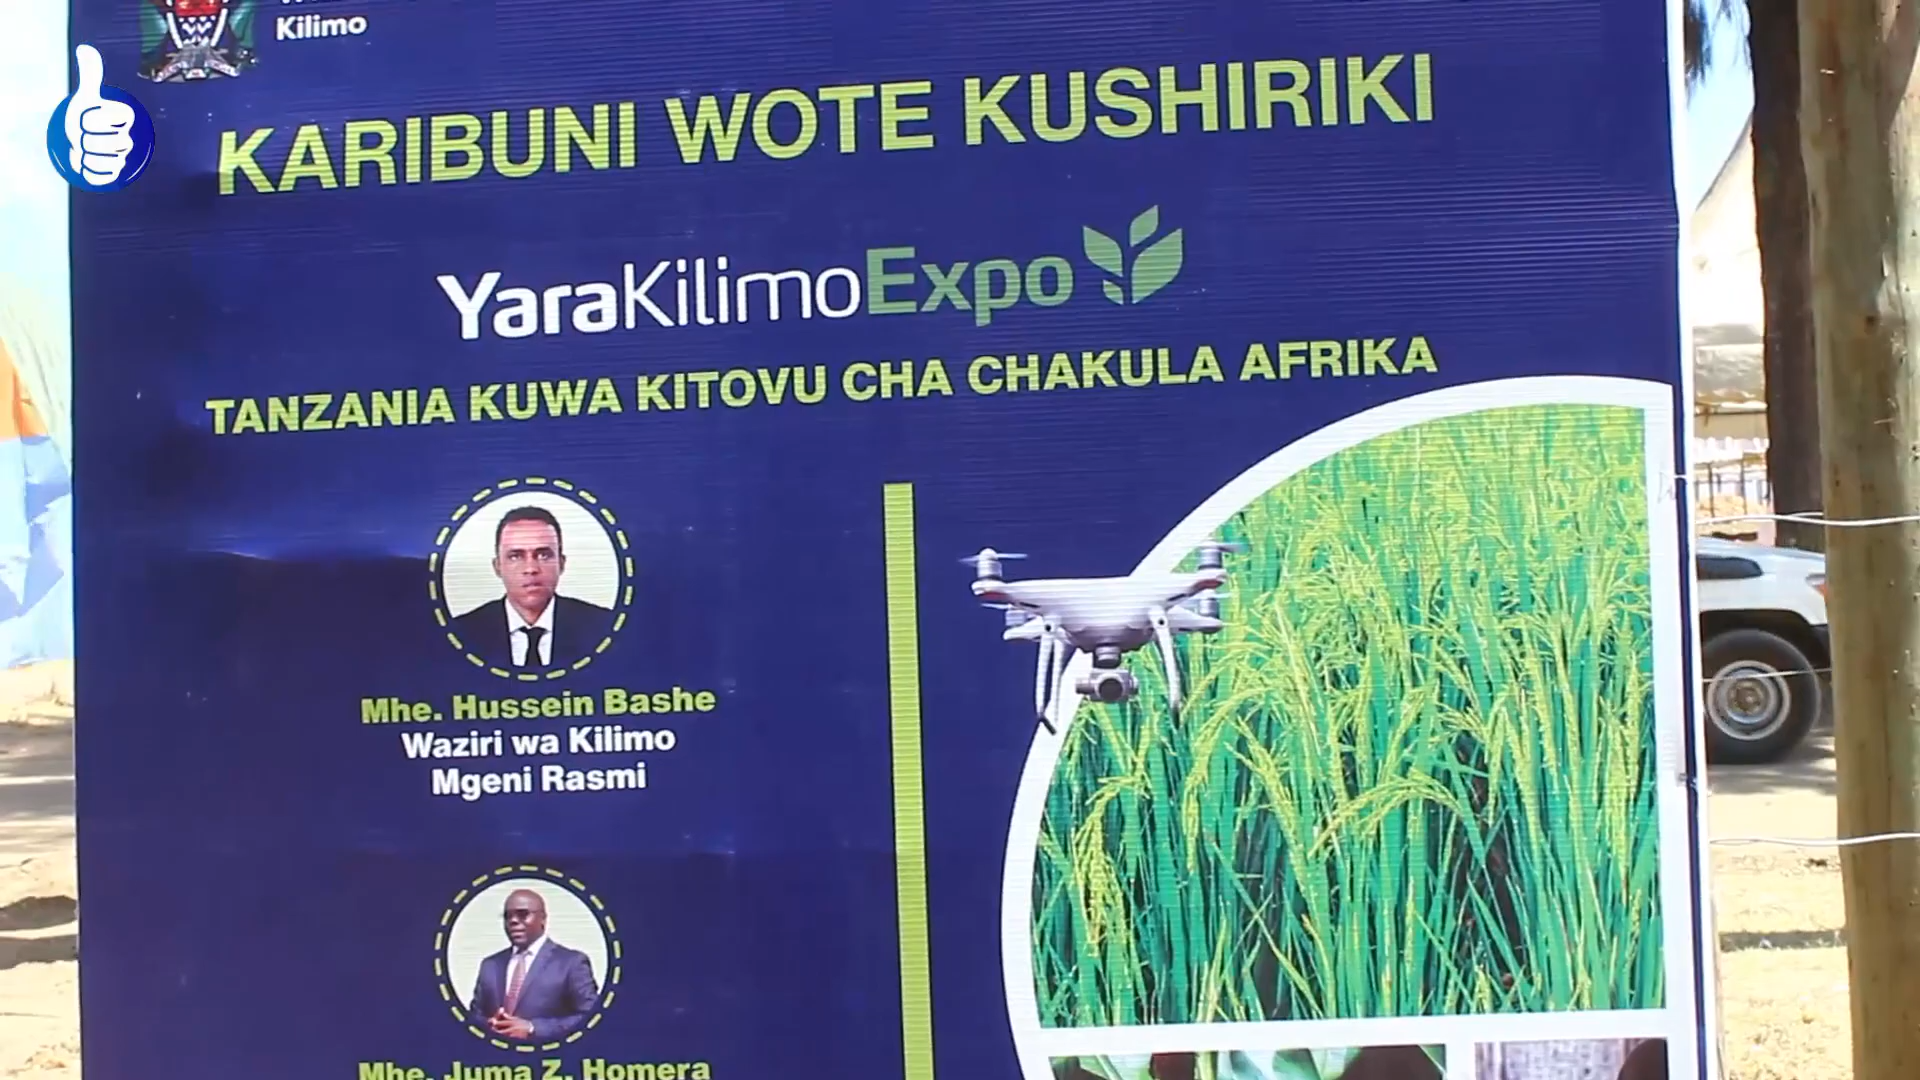 Kilimo
KARIBUNI WOTE KUSHIRIKI
YaraKilimoExpo
TANZANIA KUWA KITOVU CHA CHAKULA AFRIKA
Mhe. Hussein Bashe
Waziri wa Kilimo
Mgeni Rasmi
Mhe. Juma Z. Homera